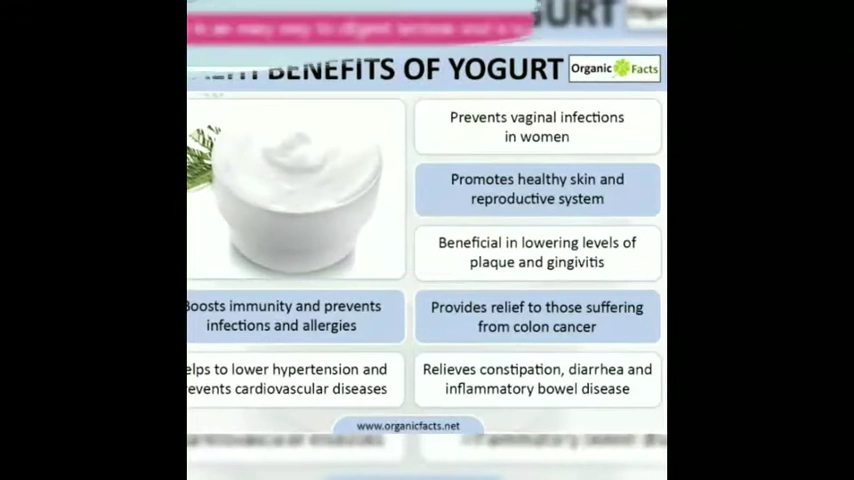 GURT
BENEFITS OF YOGURT
Organic Facts
Prevents vaginal infections
in women
Promotes healthy skin and
reproductive system
Beneficial in lowering levels of
plaque and gingivitis
Boosts immunity and prevents
infections and allergies
Provides relief to those suffering
from colon cancer
elps to lower hypertension and
events cardiovascular diseases
Relieves constipation, diarrhea and
inflammatory bowel disease
www.organicfacts.net